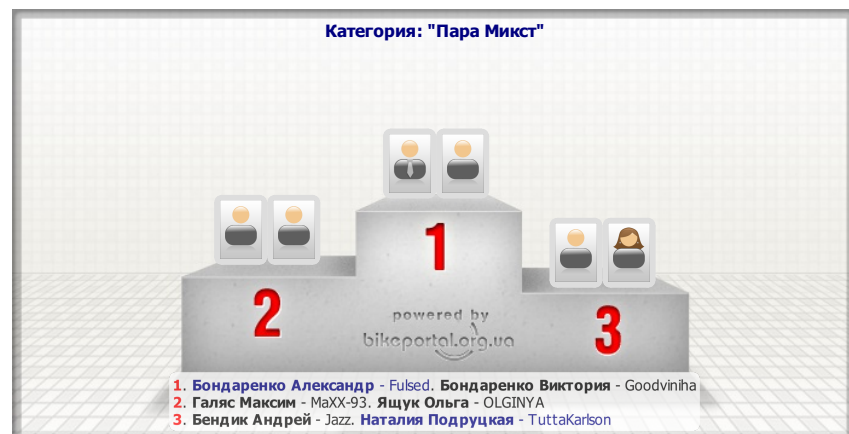 Категория: "Пара Микст"
1
2
3
powered by
bikeportal.org.ua
1. Бондаренко Александр - Fulsed. Бондаренко Виктория - Goodviniha
2. Галяс Максим - MaXX-93. Ящук Ольга - OLGINYA
3. Бендик Андрей - Jazz. Наталия Подруцкая - TuttaKarlson